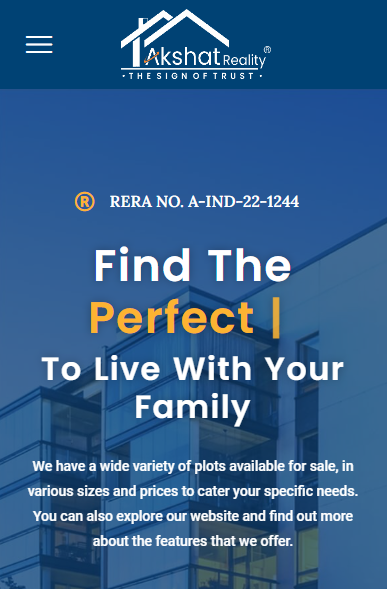 Akshat Reality®
• THE SIGN OF TRUST •
® RERA NO. A-IND-22-1244
Find The
Perfect |
To Live With Your
Family
We have a wide variety of plots available for sale, in
various sizes and prices to cater your specific needs.
You can also explore our website and find out more
about the features that we offer.